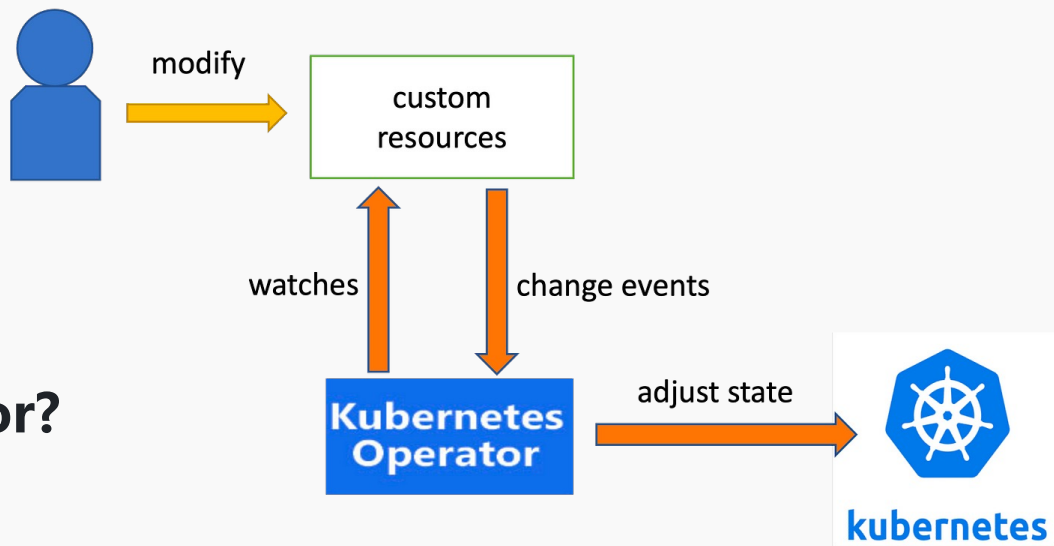 modify
custom
resources
watches
change events
or?
Kubernetes
Operator
adjust state
kubernetes